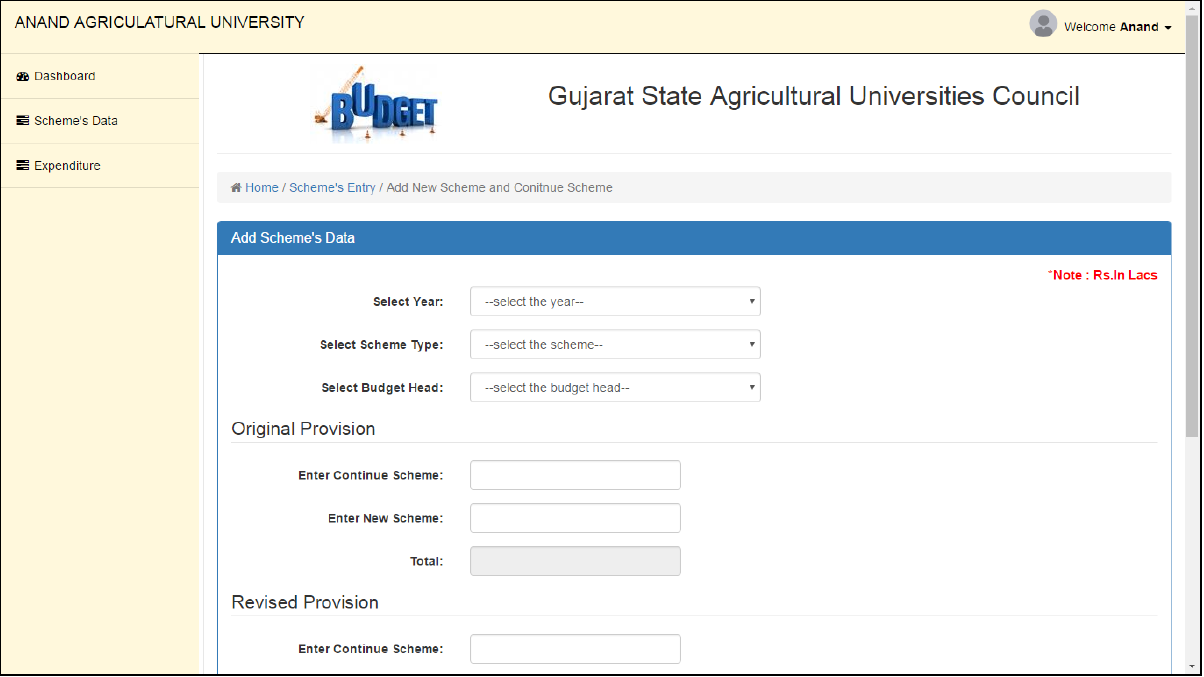 ANAND AGRICULATURAL UNIVERSITY
Welcome Anand
Dashboard
Scheme's Data
Expenditure
BUDGET
Gujarat State Agricultural Universities Council
Home / Scheme's Entry / Add New Scheme and Conitnue Scheme
Add Scheme's Data
*Note : Rs.In Lacs
Select Year: --select the year--
Select Scheme Type: --select the scheme--
Select Budget Head: --select the budget head--
Original Provision
Enter Continue Scheme:
Enter New Scheme:
Total:
Revised Provision
Enter Continue Scheme: